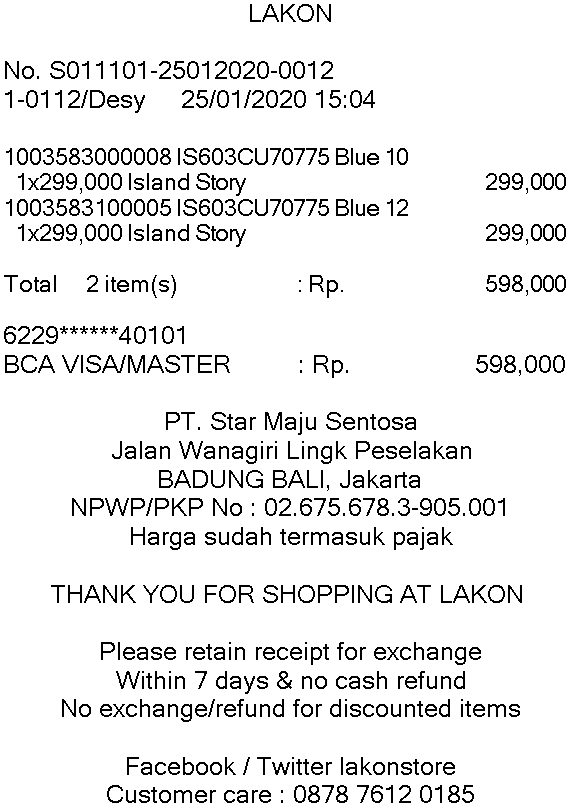 LAKON
No. S011101-25012020-0012
1-0112/Desy 25/01/2020 15:04
1003583000008 IS603CU70775 Blue 10
1x299,000 Island Story 299,000
1003583100005 IS603CU70775 Blue 12
1x299,000 Island Story 299,000
Total 2 item(s) : Rp. 598,000
6229******40101
BCA VISA/MASTER : Rp. 598,000
PT. Star Maju Sentosa
Jalan Wanagiri Lingk Peselakan
BADUNG BALI, Jakarta
NPWP/PKP No : 02.675.678.3-905.001
Harga sudah termasuk pajak
THANK YOU FOR SHOPPING AT LAKON
Please retain receipt for exchange
Within 7 days & no cash refund
No exchange/refund for discounted items
Facebook / Twitter lakonstore
Customer care : 0878 7612 0185